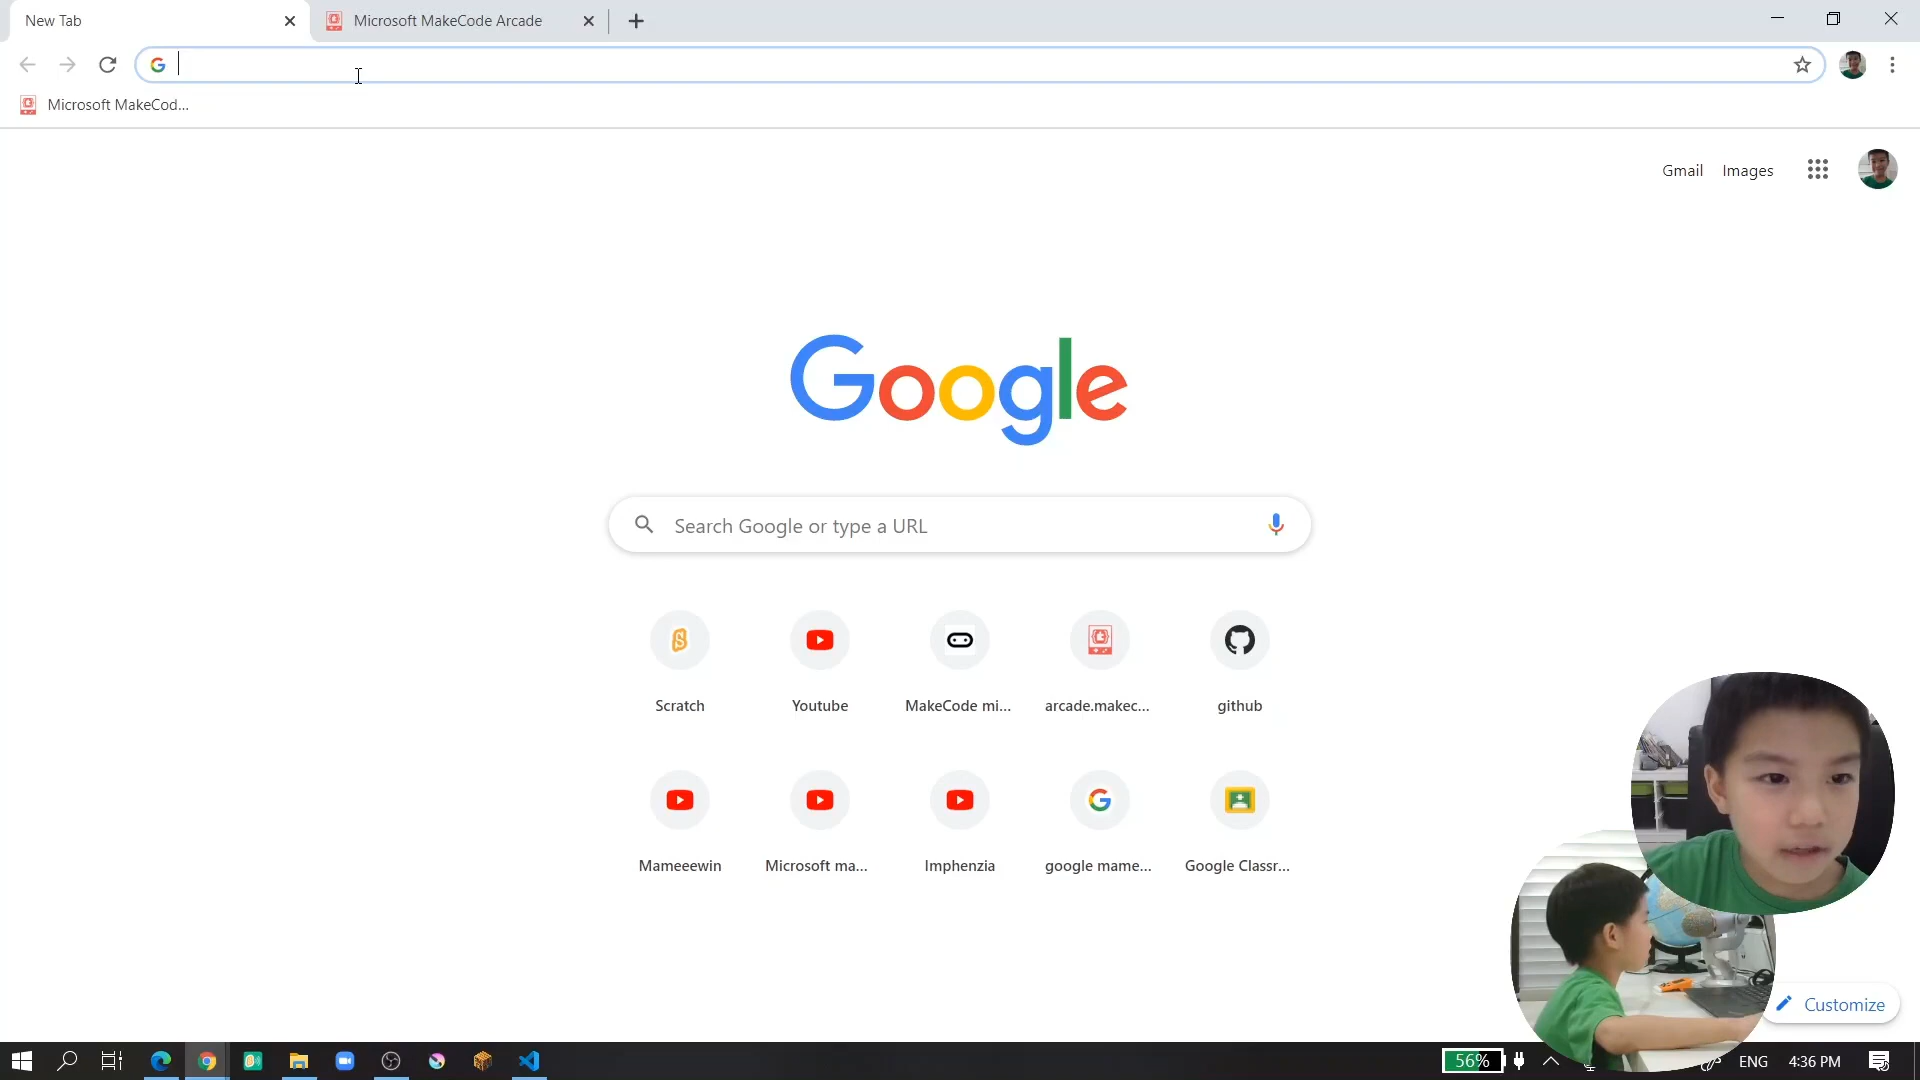 New Tab
Microsoft MakeCode Arcade
Microsoft MakeCod...
Gmail
Images
Google
Search Google or type a URL
Scratch
Youtube
MakeCode mi...
arcade.makec...
github
Mameeewin
Microsoft ma...
Imphenzia
google mame...
Google Classr...
Customize
56%
ENG
4:36 PM